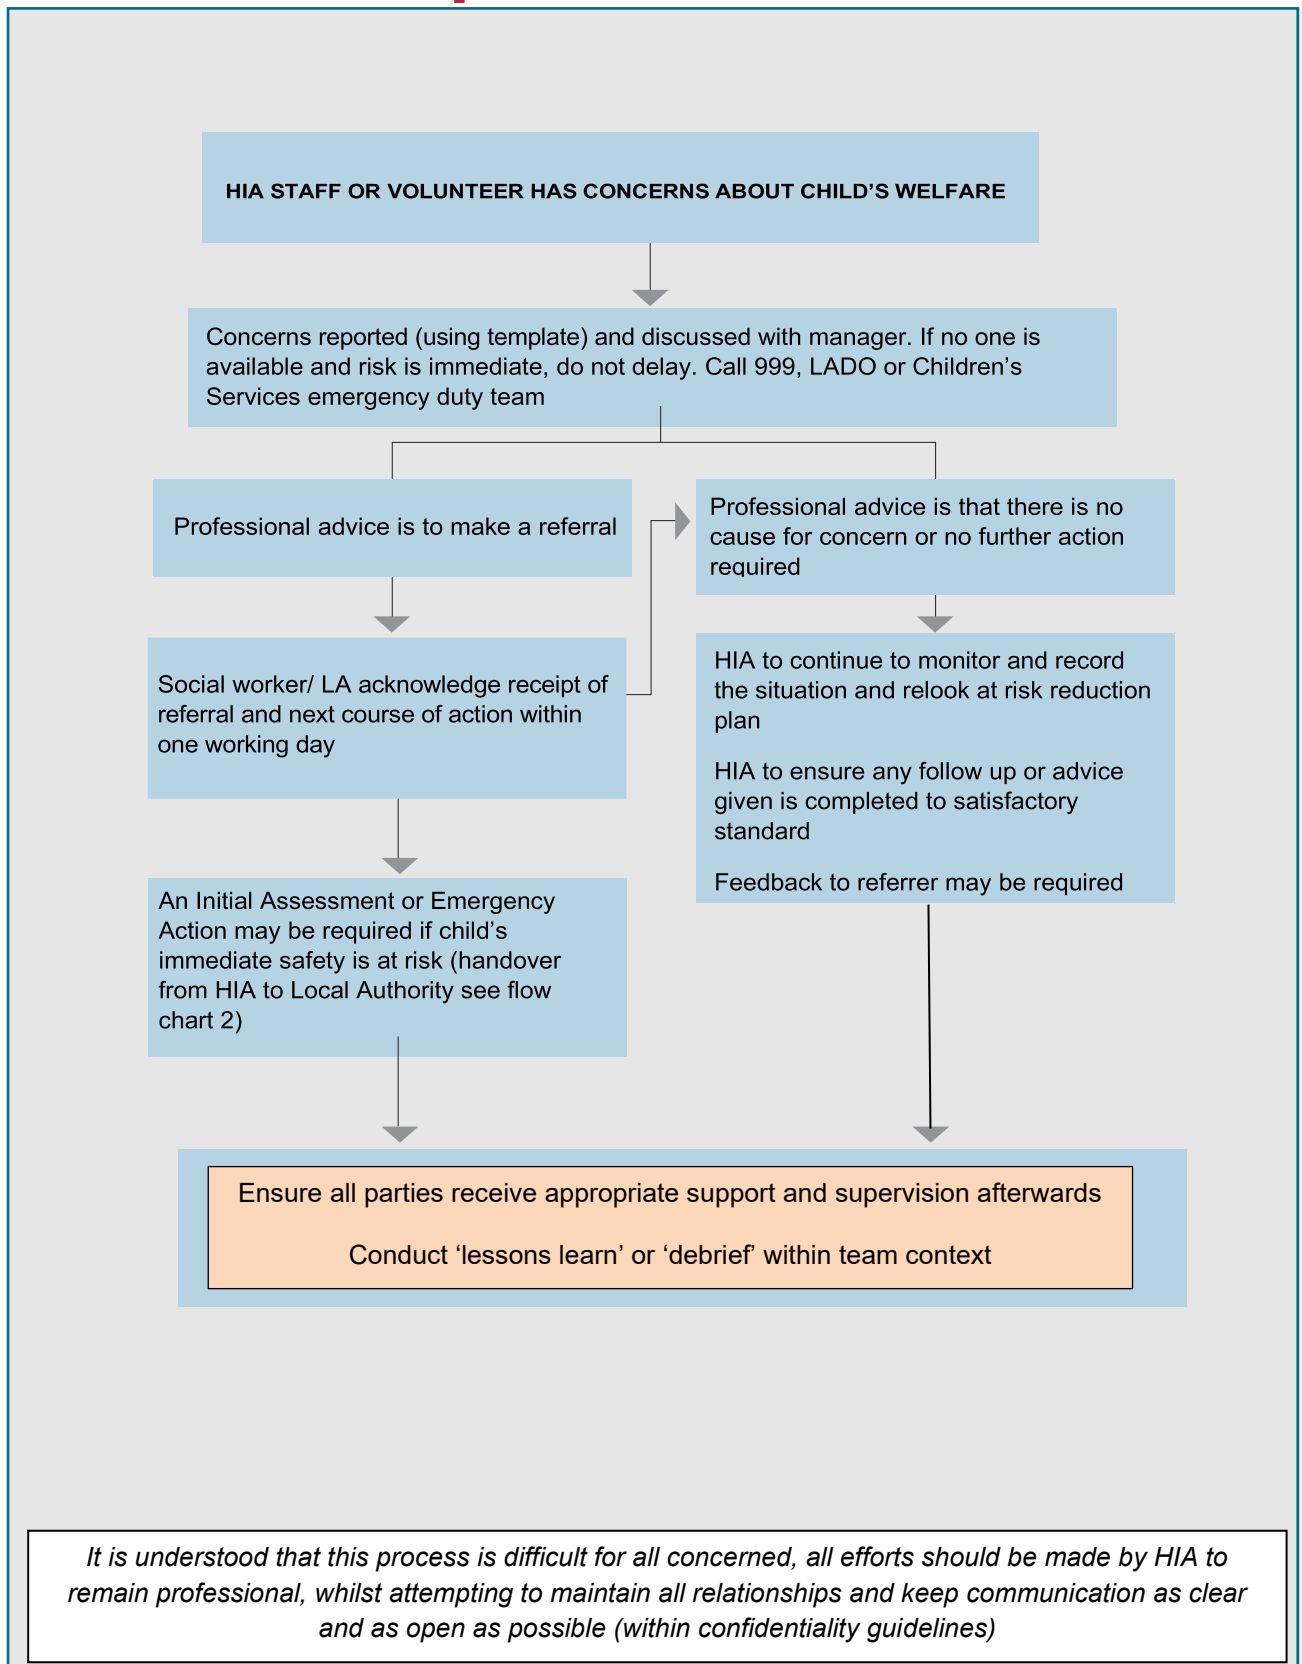 HIA STAFF OR VOLUNTEER HAS CONCERNS ABOUT CHILD’S WELFARE
Concerns reported (using template) and discussed with manager. If no one is
available and risk is immediate, do not delay. Call 999, LADO or Children’s
Services emergency duty team
Professional advice is to make a referral
Professional advice is that there is no
cause for concern or no further action
required
Social worker/ LA acknowledge receipt of
referral and next course of action within
one working day
HIA to continue to monitor and record
the situation and relook at risk reduction
plan
HIA to ensure any follow up or advice
given is completed to satisfactory
standard
Feedback to referrer may be required
An Initial Assessment or Emergency
Action may be required if child’s
immediate safety is at risk (handover
from HIA to Local Authority see flow
chart 2)
Ensure all parties receive appropriate support and supervision afterwards
Conduct ‘lessons learn’ or ‘debrief’ within team context
It is understood that this process is difficult for all concerned, all efforts should be made by HIA to
remain professional, whilst attempting to maintain all relationships and keep communication as clear
and as open as possible (within confidentiality guidelines)